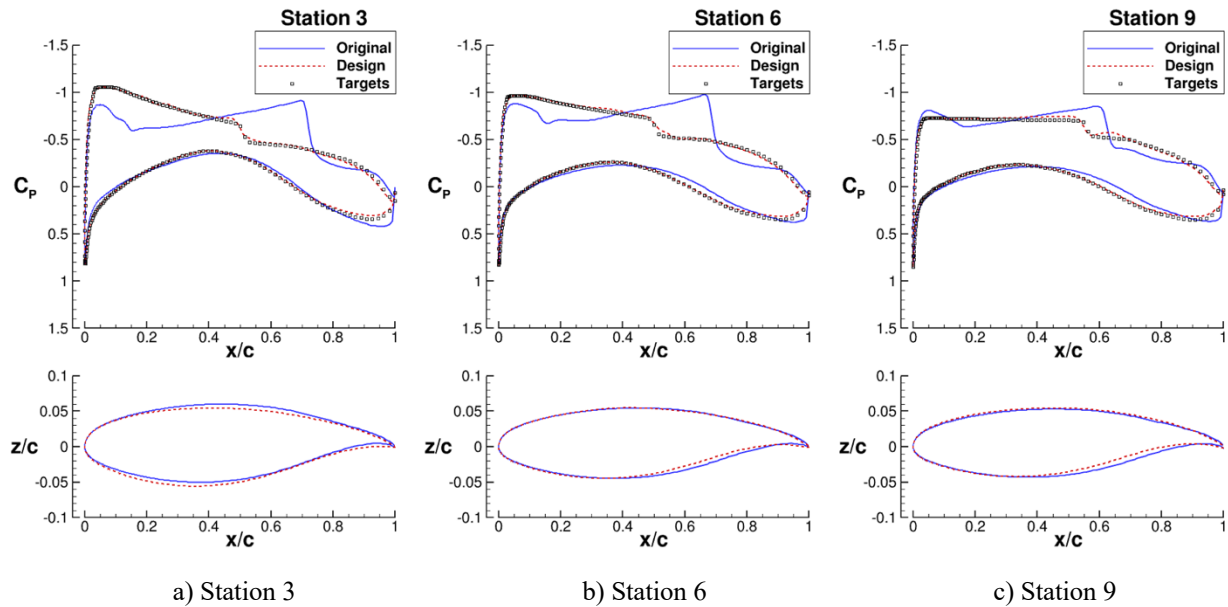 Station 3
Original
Design
Targets
-1.5
-1
-0.5
0
0.5
1
1.5
C_P
0 0.2 0.4 0.6 0.8 1
x/c
0.1
0.05
0
-0.05
-0.1
z/c
0 0.2 0.4 0.6 0.8 1
x/c
a) Station 3
Station 6
Original
Design
Targets
-1.5
-1
-0.5
0
0.5
1
1.5
C_P
0 0.2 0.4 0.6 0.8 1
x/c
0.1
0.05
0
-0.05
-0.1
z/c
0 0.2 0.4 0.6 0.8 1
x/c
b) Station 6
Station 9
Original
Design
Targets
-1.5
-1
-0.5
0
0.5
1
1.5
C_P
0 0.2 0.4 0.6 0.8 1
x/c
0.1
0.05
0
-0.05
-0.1
z/c
0 0.2 0.4 0.6 0.8 1
x/c
c) Station 9